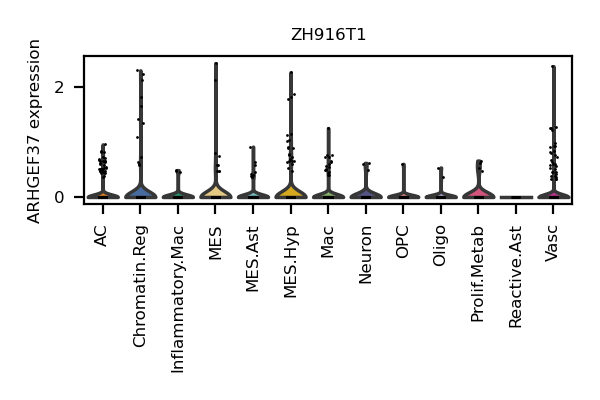 ZH916T1
ARHGEF37 expression
2
0
AC
Chromatin.Reg
Inflammatory.Mac
MES
MES.Ast
MES.Hyp
Mac
Neuron
OPC
Oligo
Prolif.Metab
Reactive.Ast
Vasc